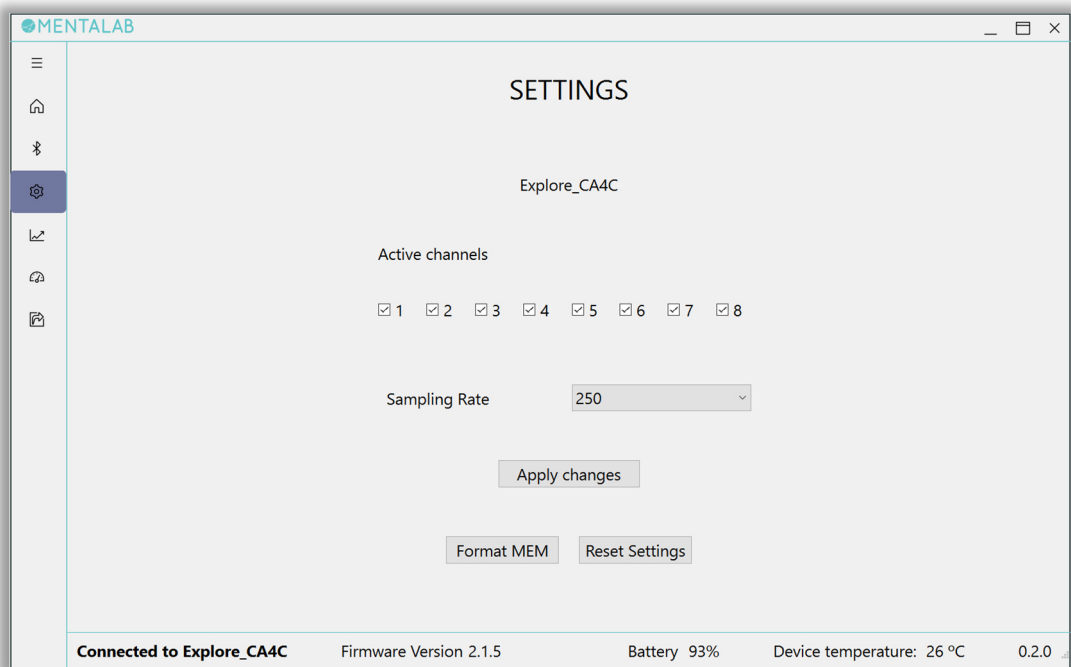 MENTALAB
SETTINGS
Explore_CA4C
Active channels
1 2 3 4 5 6 7 8
Sampling Rate 250
Apply changes
Format MEM Reset Settings
Connected to Explore_CA4C Firmware Version 2.1.5 Battery 93% Device temperature: 26 ºC 0.2.0